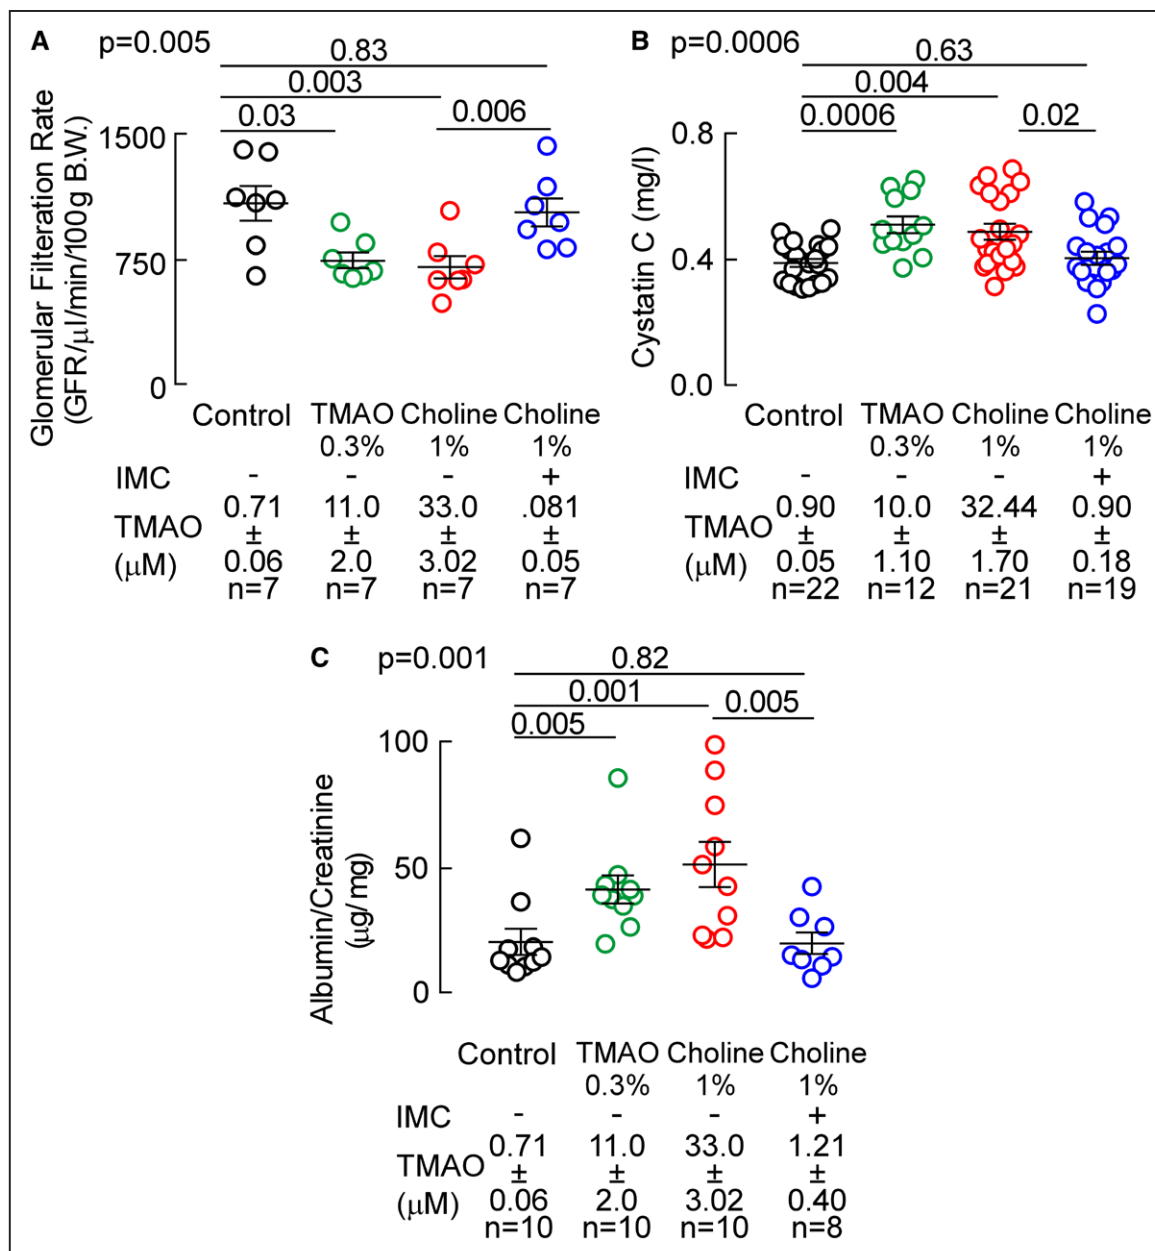 A p=0.005
0.83
0.003
0.03 0.006
Glomerular Filteration Rate
(GFR/μl/min/100g B.W.)
1500
750
0
Control TMAO Choline Choline
0.3% 1% 1%
IMC - - - +
0.71 11.0 33.0 .081
TMAO ± ± ± ±
(μM) 0.06 2.0 3.02 0.05
n=7 n=7 n=7 n=7
B p=0.0006
0.63
0.004
0.0006 0.02
Cystatin C (mg/l)
0.8
0.4
0.0
Control TMAO Choline Choline
0.3% 1% 1%
IMC - - - +
0.90 10.0 32.44 0.90
TMAO ± ± ± ±
(μM) 0.05 1.10 1.70 0.18
n=22 n=12 n=21 n=19
C p=0.001
0.82
0.001
0.005 0.005
Albumin/Creatinine
(μg/mg)
100
50
0
Control TMAO Choline Choline
0.3% 1% 1%
IMC - - - +
0.71 11.0 33.0 1.21
TMAO ± ± ± ±
(μM) 0.06 2.0 3.02 0.40
n=10 n=10 n=10 n=8